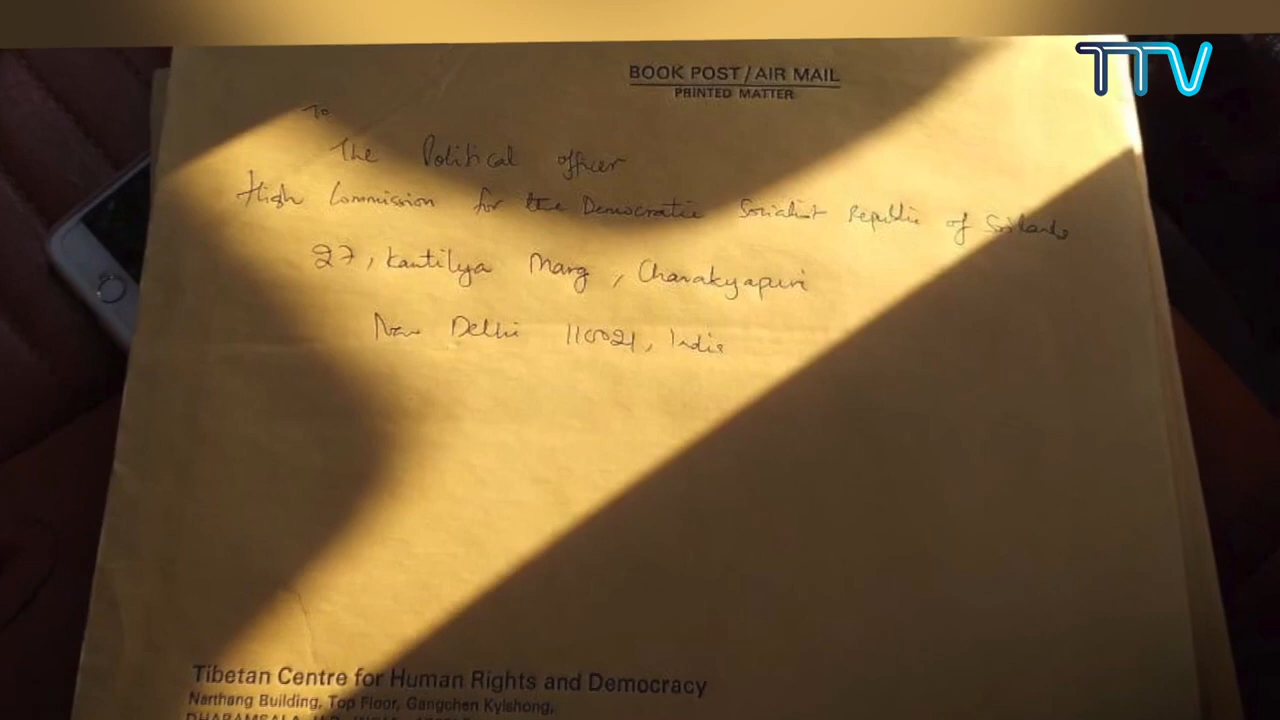 TTV
BOOK POST/AIR MAIL
PRINTED MATTER
To
The Political officer
High Commission for the Democratic Socialist Republic of Srilanka
27, Kautilya Marg, Chanakyapuri
New Delhi 110021, India
Tibetan Centre for Human Rights and Democracy
Narthang Building, Top Floor, Gangchen Kyishong,